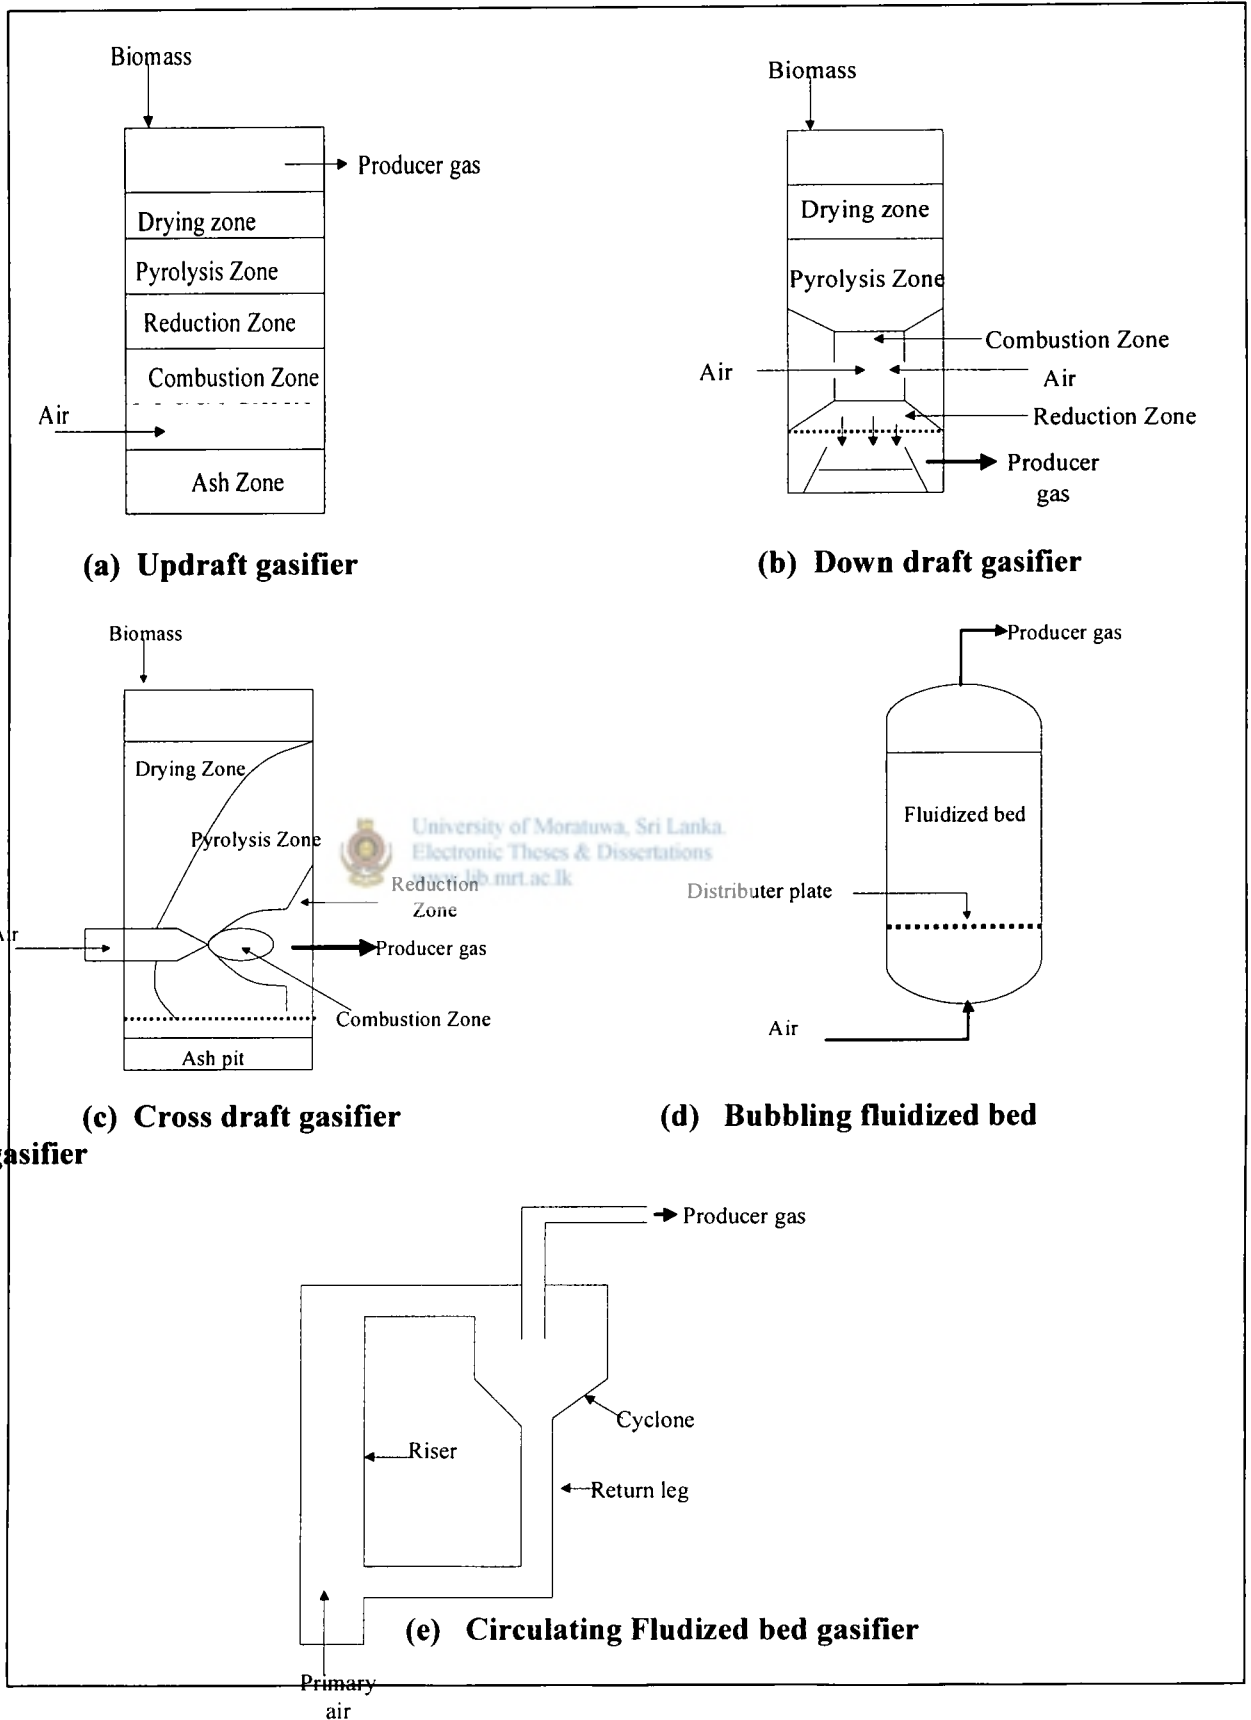 Biomass
Producer gas
Drying zone
Pyrolysis Zone
Reduction Zone
Combustion Zone
Air
Ash Zone
(a) Updraft gasifier
Biomass
Drying zone
Pyrolysis Zone
Combustion Zone
Air
Air
Reduction Zone
Producer
gas
(b) Down draft gasifier
Biomass
Drying Zone
Pyrolysis Zone
Reduction
Zone
Air
Producer gas
Combustion Zone
Ash pit
(c) Cross draft gasifier
Producer gas
Fluidized bed
Distributer plate
Air
(d) Bubbling fluidized bed
gasifier
University of Moratuwa, Sri Lanka.
Electronic Theses & Dissertations
www.lib.mrt.ac.lk
Producer gas
Cyclone
Riser
Return leg
(e) Circulating Fludized bed gasifier
Primary
air